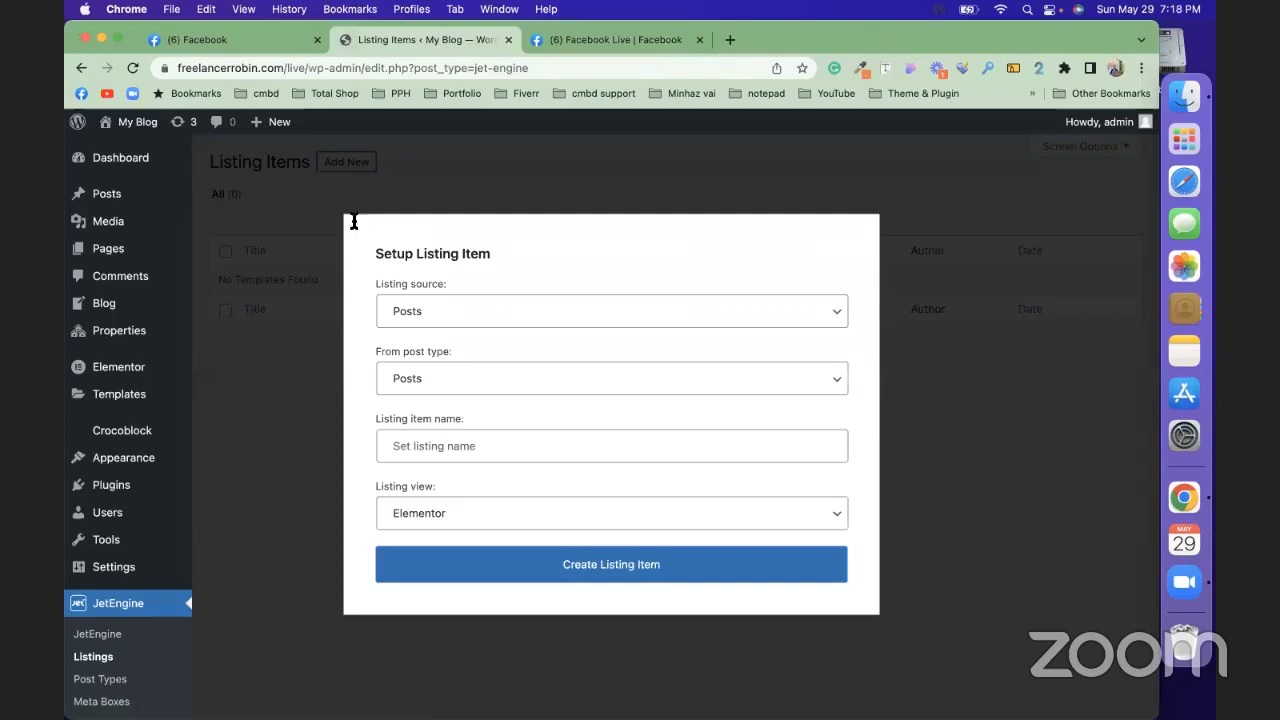 Chrome File Edit View History Bookmarks Profiles Tab Window Help Sun May 29 7:18 PM
(6) Facebook Listing Items ‹ My Blog — Wor (6) Facebook Live | Facebook
freelancerrobin.com/live/wp-admin/edit.php?post_type=jet-engine
Bookmarks cmbd Total Shop PPH Portfolio Fiverr cmbd support Minhaz vai notepad YouTube Theme & Plugin » Other Bookmarks
My Blog 3 0 New Howdy, admin
Dashboard
Posts
Media
Pages
Comments
Blog
Properties
Elementor
Templates
Crocoblock
Appearance
Plugins
Users
Tools
Settings
JetEngine
JetEngine
Listings
Post Types
Meta Boxes
Listing Items Add New Screen Options
All (0)
Title Author Date
No Templates Found
Title Author Date
Setup Listing Item
Listing source:
Posts
From post type:
Posts
Listing item name:
Set listing name
Listing view:
Elementor
Create Listing Item
MAY
29
zoom